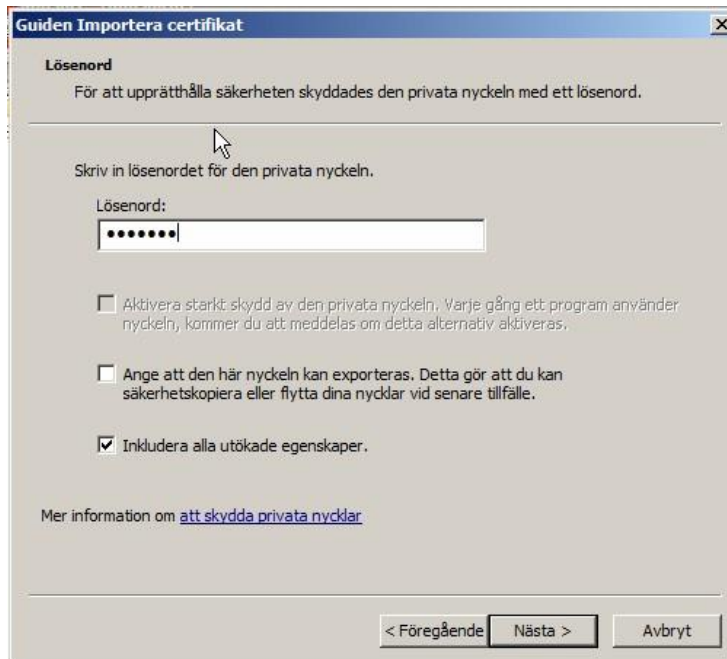 Guiden Importera certifikat
Lösenord
För att upprätthålla säkerheten skyddades den privata nyckeln med ett lösenord.
Skriv in lösenordet för den privata nyckeln.
Lösenord:
•••••••
Aktivera starkt skydd av den privata nyckeln. Varje gång ett program använder
nyckeln, kommer du att meddelas om detta alternativ aktiveras.
Ange att den här nyckeln kan exporteras. Detta gör att du kan
säkerhetskopiera eller flytta dina nycklar vid senare tillfälle.
Inkludera alla utökade egenskaper.
Mer information om att skydda privata nycklar
< Föregående
Nästa >
Avbryt